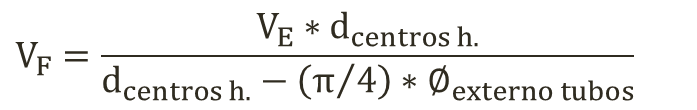 V_F = (V_E * d_centros h.) / (d_centros h. − (π/4) * Ø_externo tubos)